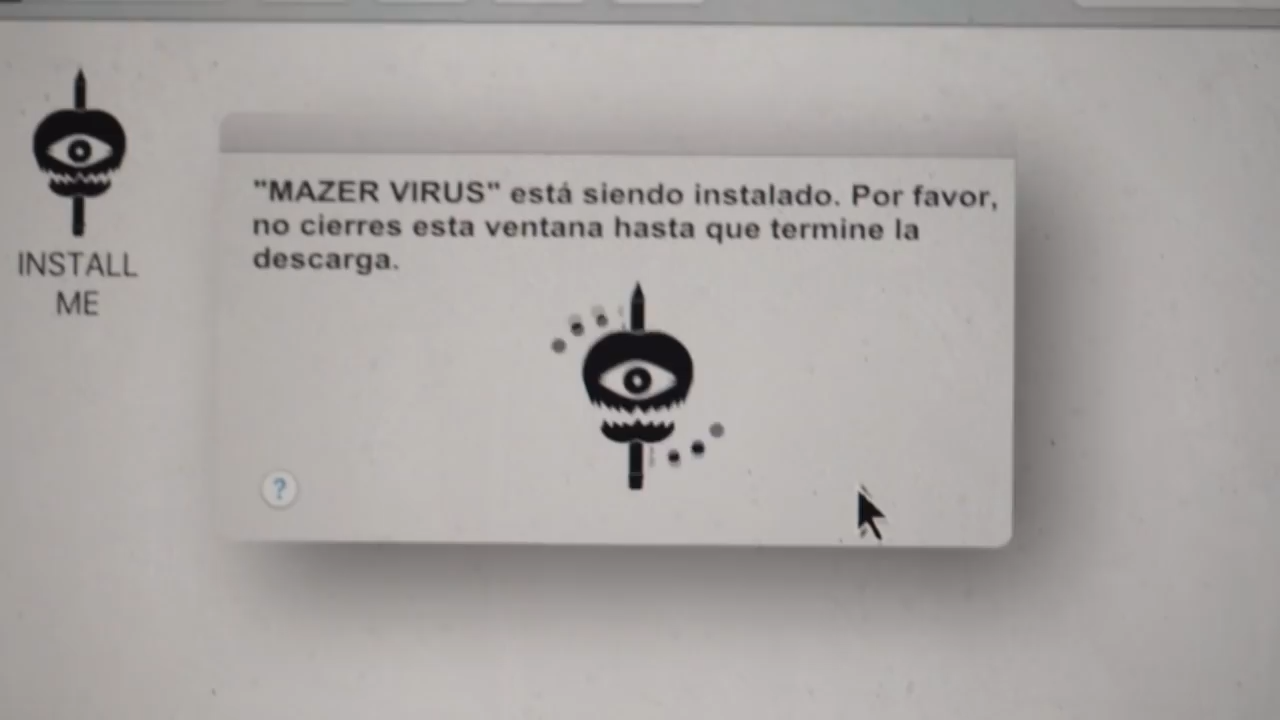 INSTALL
ME
"MAZER VIRUS" está siendo instalado. Por favor,
no cierres esta ventana hasta que termine la
descarga.
?